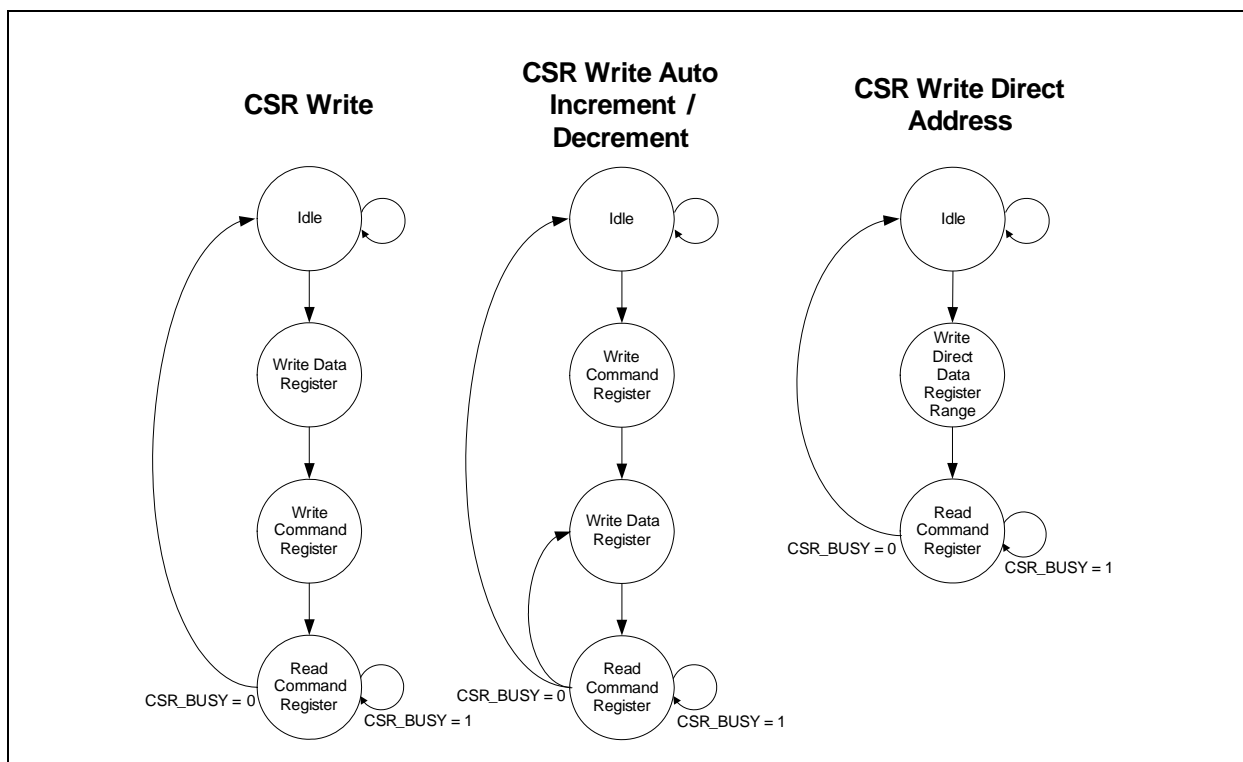 CSR Write
Idle
Write Data
Register
Write
Command
Register
Read
Command
Register
CSR_BUSY = 0
CSR_BUSY = 1
CSR Write Auto
Increment /
Decrement
Idle
Write
Command
Register
Write Data
Register
Read
Command
Register
CSR_BUSY = 0
CSR_BUSY = 1
CSR Write Direct
Address
Idle
Write
Direct
Data
Register
Range
Read
Command
Register
CSR_BUSY = 0
CSR_BUSY = 1